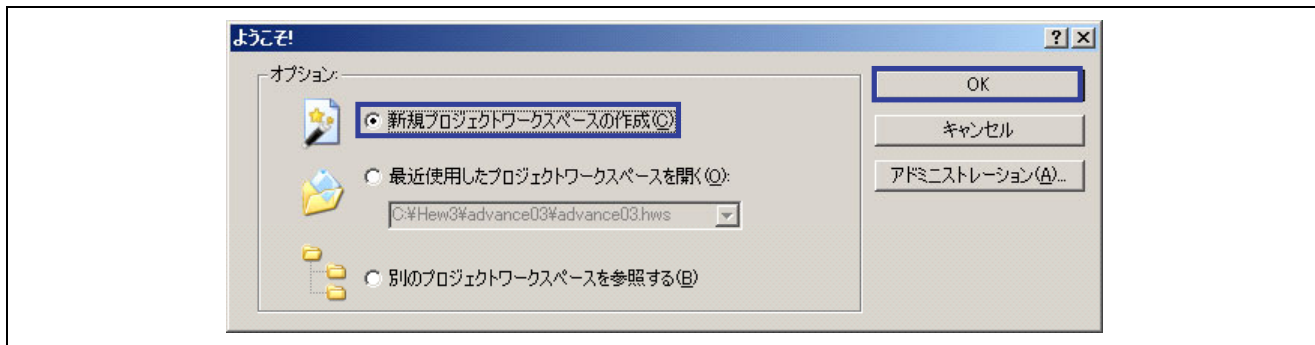 ようこそ!
オプション:
新規プロジェクトワークスペースの作成(C)
最近使用したプロジェクトワークスペースを開く(O):
C:¥Hew3¥advance03¥advance03.hws
別のプロジェクトワークスペースを参照する(B)
OK
キャンセル
アドミニストレーション(A)...